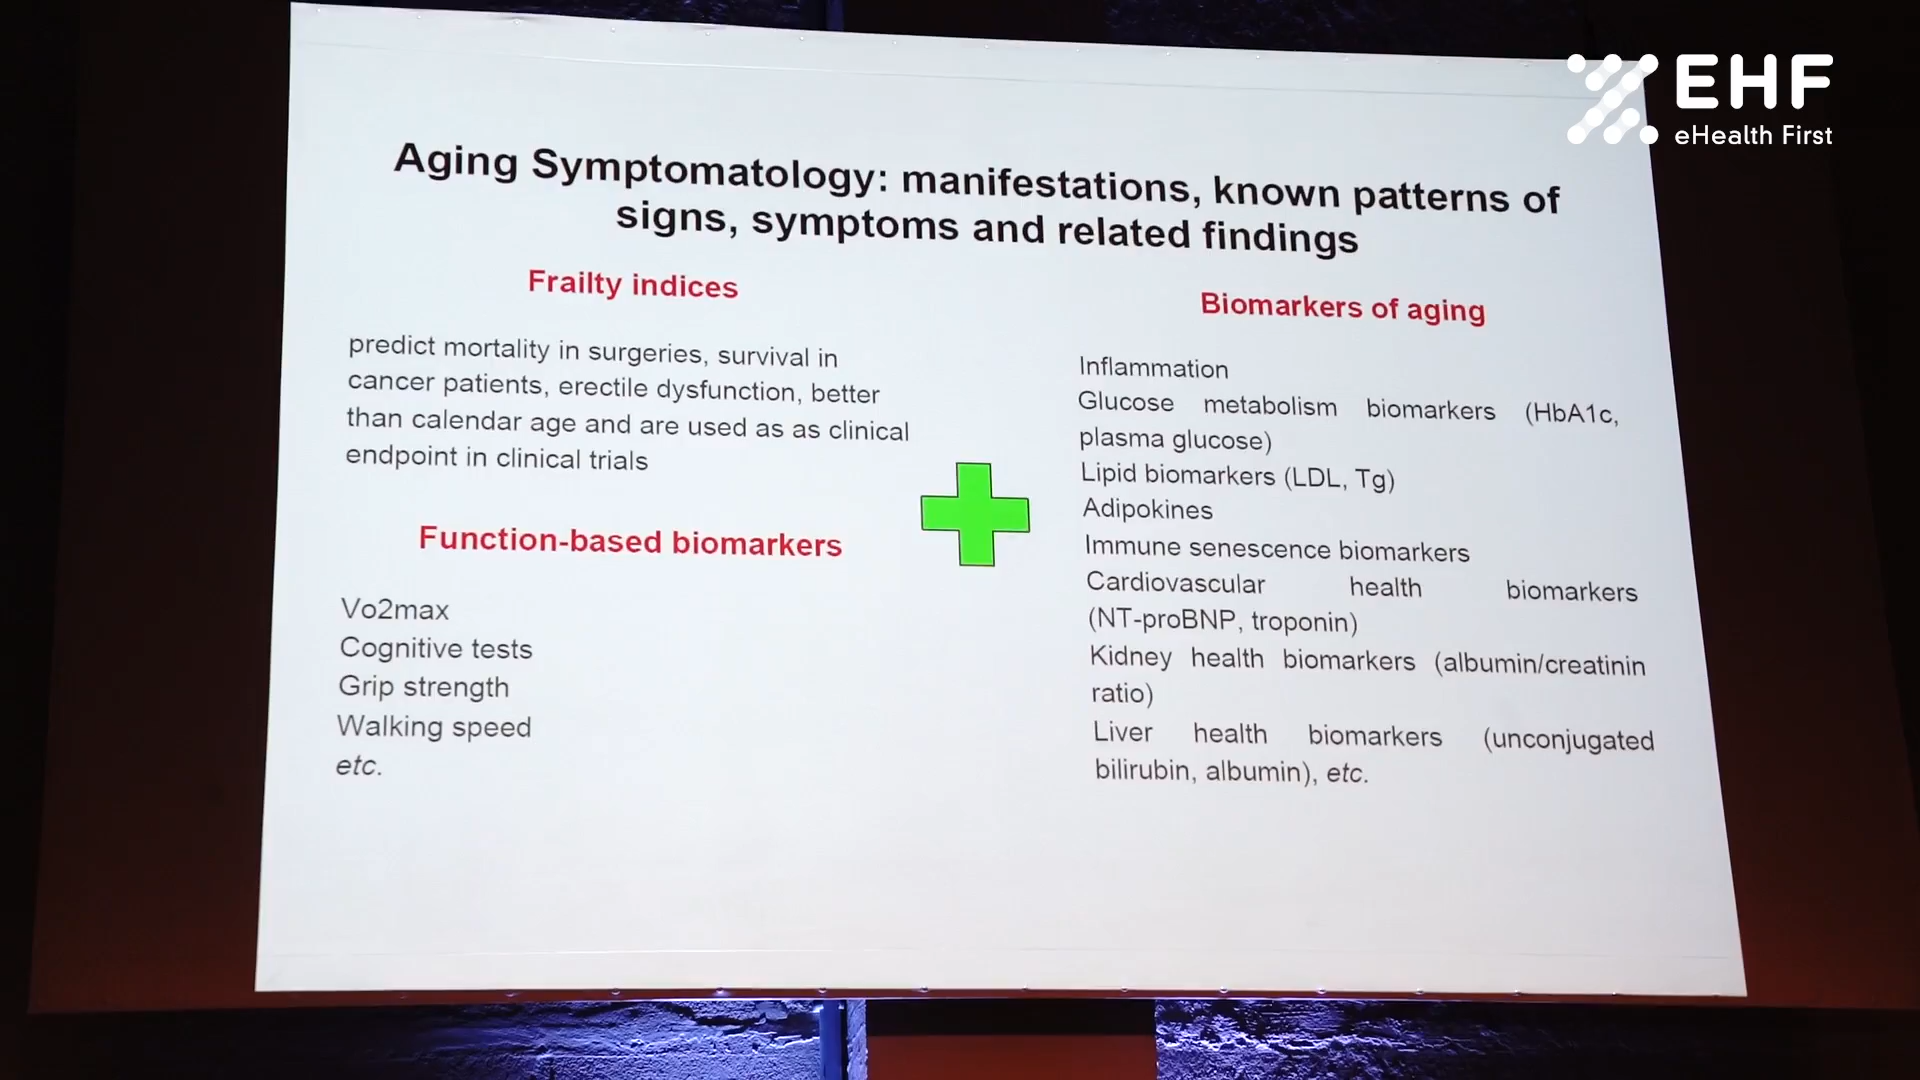 EHF
eHealth First
Aging Symptomatology: manifestations, known patterns of
signs, symptoms and related findings
Frailty indices
predict mortality in surgeries, survival in
cancer patients, erectile dysfunction, better
than calendar age and are used as as clinical
endpoint in clinical trials
Function-based biomarkers
Vo2max
Cognitive tests
Grip strength
Walking speed
etc.
Biomarkers of aging
Inflammation
Glucose metabolism biomarkers (HbA1c,
plasma glucose)
Lipid biomarkers (LDL, Tg)
Adipokines
Immune senescence biomarkers
Cardiovascular health biomarkers
(NT-proBNP, troponin)
Kidney health biomarkers (albumin/creatinin
ratio)
Liver health biomarkers (unconjugated
bilirubin, albumin), etc.